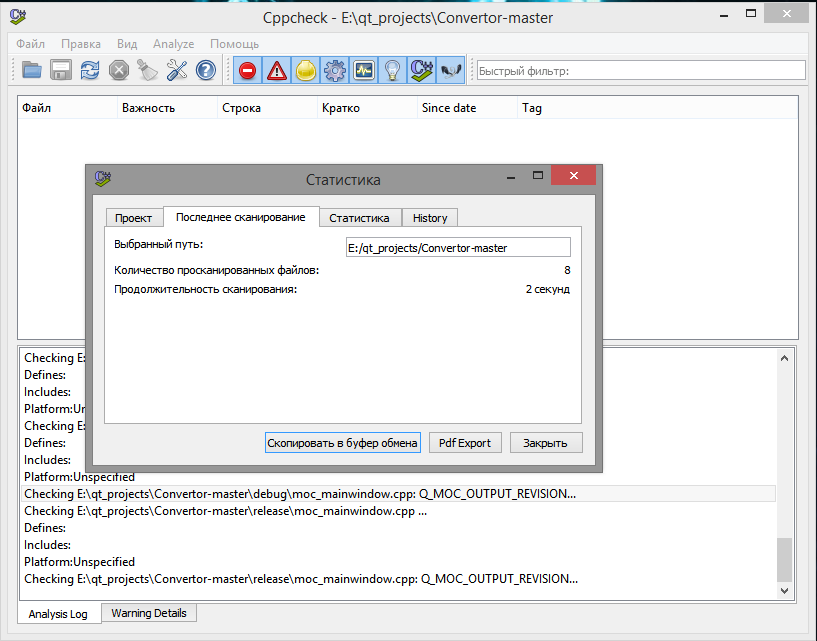 Cppcheck - E:\qt_projects\Convertor-master
Файл Правка Вид Analyze Помощь
Быстрый фильтр:
Файл Важность Строка Кратко Since date Tag
Статистика
Проект Последнее сканирование Статистика History
Выбранный путь: E:/qt_projects/Convertor-master
Количество просканированных файлов: 8
Продолжительность сканирования: 2 секунд
Скопировать в буфер обмена Pdf Export Закрыть
Checking E:
Defines:
Includes:
Platform:Un
Checking E:
Defines:
Includes:
Platform:Unspecified
Checking E:\qt_projects\Convertor-master\debug\moc_mainwindow.cpp: Q_MOC_OUTPUT_REVISION...
Checking E:\qt_projects\Convertor-master\release\moc_mainwindow.cpp ...
Defines:
Includes:
Platform:Unspecified
Checking E:\qt_projects\Convertor-master\release\moc_mainwindow.cpp: Q_MOC_OUTPUT_REVISION...
Analysis Log Warning Details